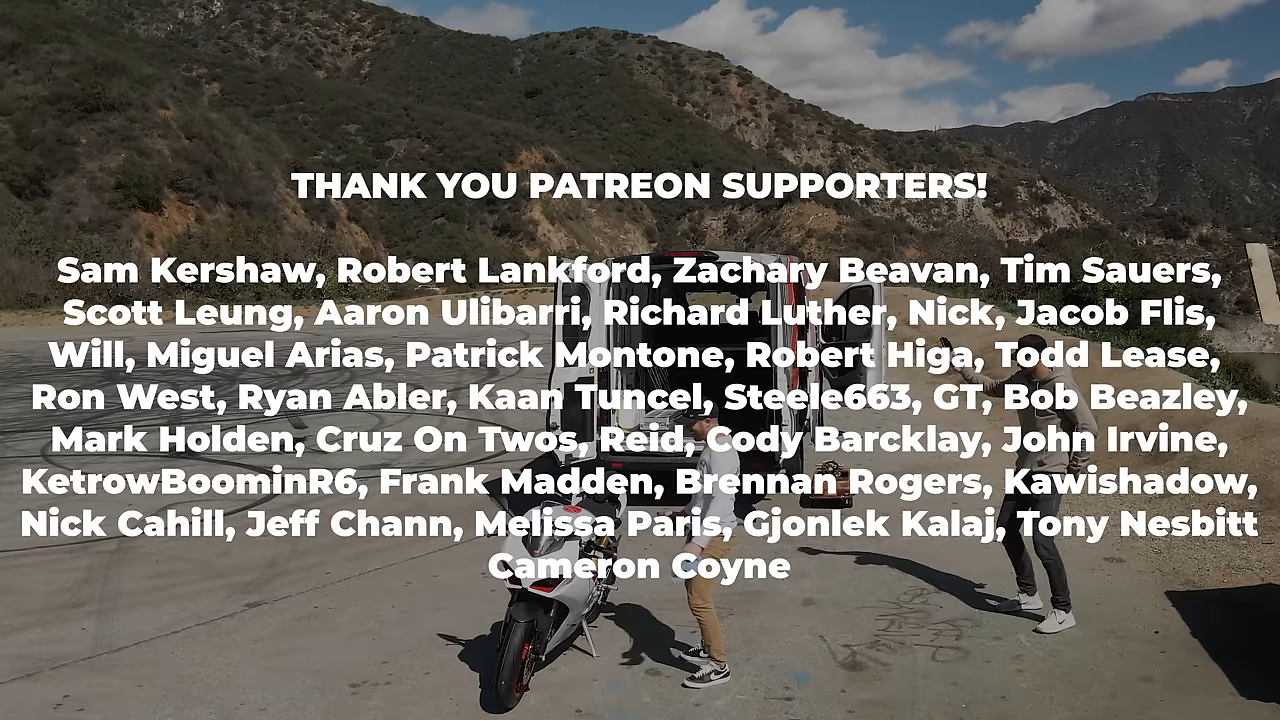 THANK YOU PATREON SUPPORTERS!
Sam Kershaw, Robert Lankford, Zachary Beavan, Tim Sauers,
Scott Leung, Aaron Ulibarri, Richard Luther, Nick, Jacob Flis,
Will, Miguel Arias, Patrick Montone, Robert Higa, Todd Lease,
Ron West, Ryan Abler, Kaan Tuncel, Steele663, GT, Bob Beazley,
Mark Holden, Cruz On Twos, Reid, Cody Barcklay, John Irvine,
KetrowBoominR6, Frank Madden, Brennan Rogers, Kawishadow,
Nick Cahill, Jeff Chann, Melissa Paris, Gjonlek Kalaj, Tony Nesbitt
Cameron Coyne